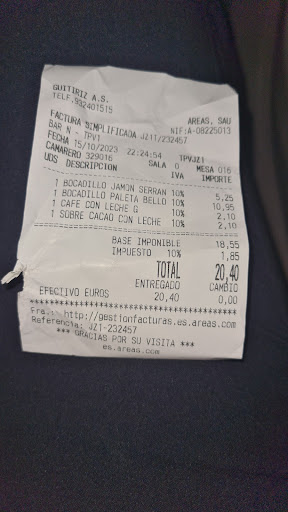 GUITIRIZ A.S.
TELF.932401515
AREAS, SAU
NIF:A-08225013
FACTURA SIMPLIFICADA JZ1T/232457
BAR N - TPV1
FECHA 15/10/2023 22:24:54 TPVJZ1
CAMARERO 329016 SALA 0 MESA 016
UDS DESCRIPCION IVA IMPORTE
1 BOCADILLO JAMON SERRAN 10% 5,25
1 BOCADILLO PALETA BELLO 10% 10,95
1 CAFE CON LECHE G 10% 2,10
1 SOBRE CACAO CON LECHE 10% 2,10
BASE IMPONIBLE 18,55
IMPUESTO 10% 1,85
TOTAL 20,40
ENTREGADO CAMBIO
EFECTIVO EUROS 20,40 0,00
Fra.: http://gestionfacturas.es.areas.com
Referencia: JZ1-232457
*** GRACIAS POR SU VISITA ***
es.areas.com